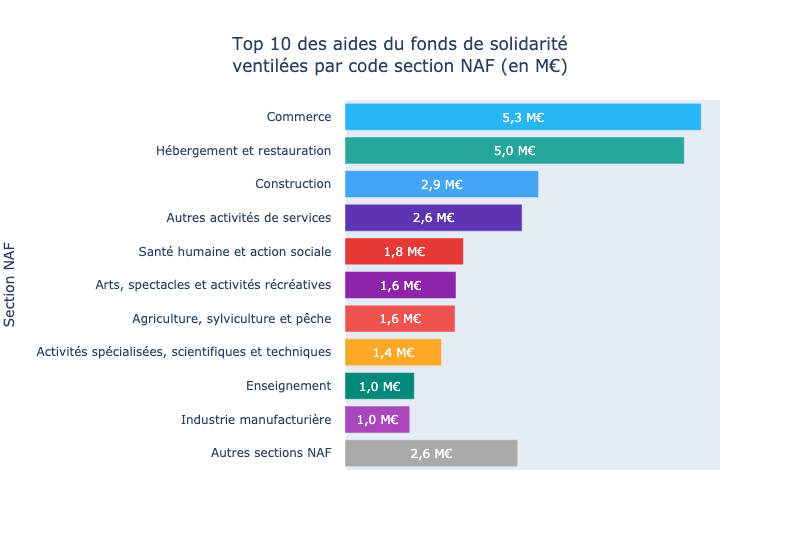 Top 10 des aides du fonds de solidarité
ventilées par code section NAF (en M€)
Section NAF
Commerce 5,3 M€
Hébergement et restauration 5,0 M€
Construction 2,9 M€
Autres activités de services 2,6 M€
Santé humaine et action sociale 1,8 M€
Arts, spectacles et activités récréatives 1,6 M€
Agriculture, sylviculture et pêche 1,6 M€
Activités spécialisées, scientifiques et techniques 1,4 M€
Enseignement 1,0 M€
Industrie manufacturière 1,0 M€
Autres sections NAF 2,6 M€